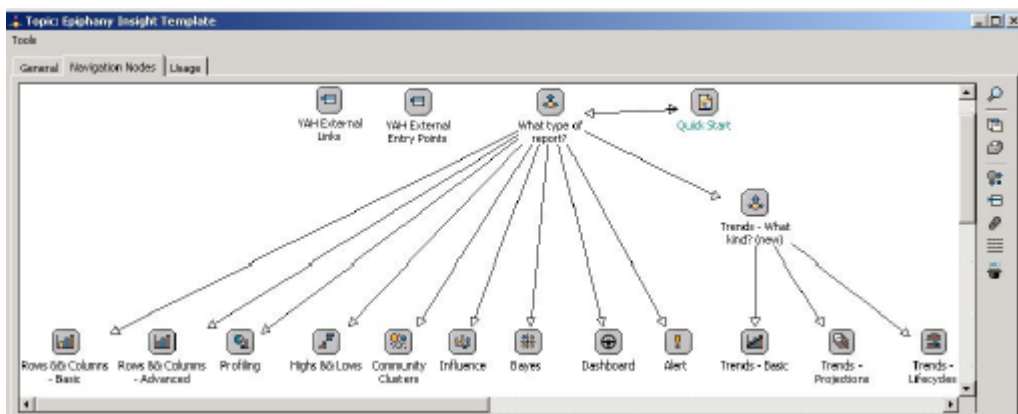 Topic: Epiphany Insight Template
Tools
General Navigation Nodes Usage
YAH External
Links
YAH External
Entry Points
What type of
report?
Quick Start
Trends - What
kind? (new)
Rows && Columns
- Basic
Rows && Columns
- Advanced
Profiling
Highs && Lows
Community
Clusters
Influence
Bayes
Dashboard
Alert
Trends - Basic
Trends -
Projections
Trends -
Lifecycles